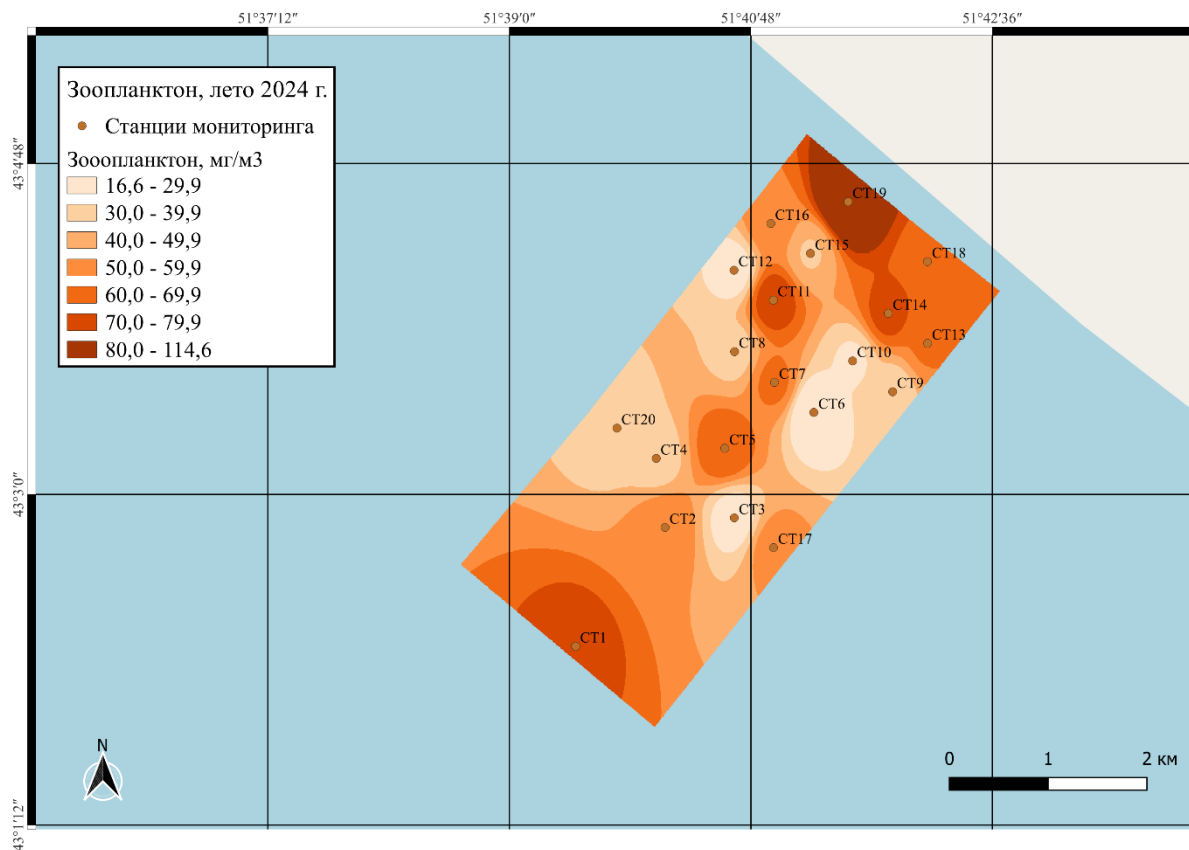 51°37'12"
51°39'0"
51°40'48"
51°42'36"
43°4'48"
43°3'0"
43°1'12"
Зоопланктон, лето 2024 г.
Станции мониторинга
Зооопланктон, мг/м3
16,6 - 29,9
30,0 - 39,9
40,0 - 49,9
50,0 - 59,9
60,0 - 69,9
70,0 - 79,9
80,0 - 114,6
СТ19
СТ16
СТ15
СТ18
СТ12
СТ11
СТ14
СТ13
СТ8
СТ10
СТ7
СТ9
СТ6
СТ20
СТ5
СТ4
СТ3
СТ2
СТ17
СТ1
N
0 1 2 км